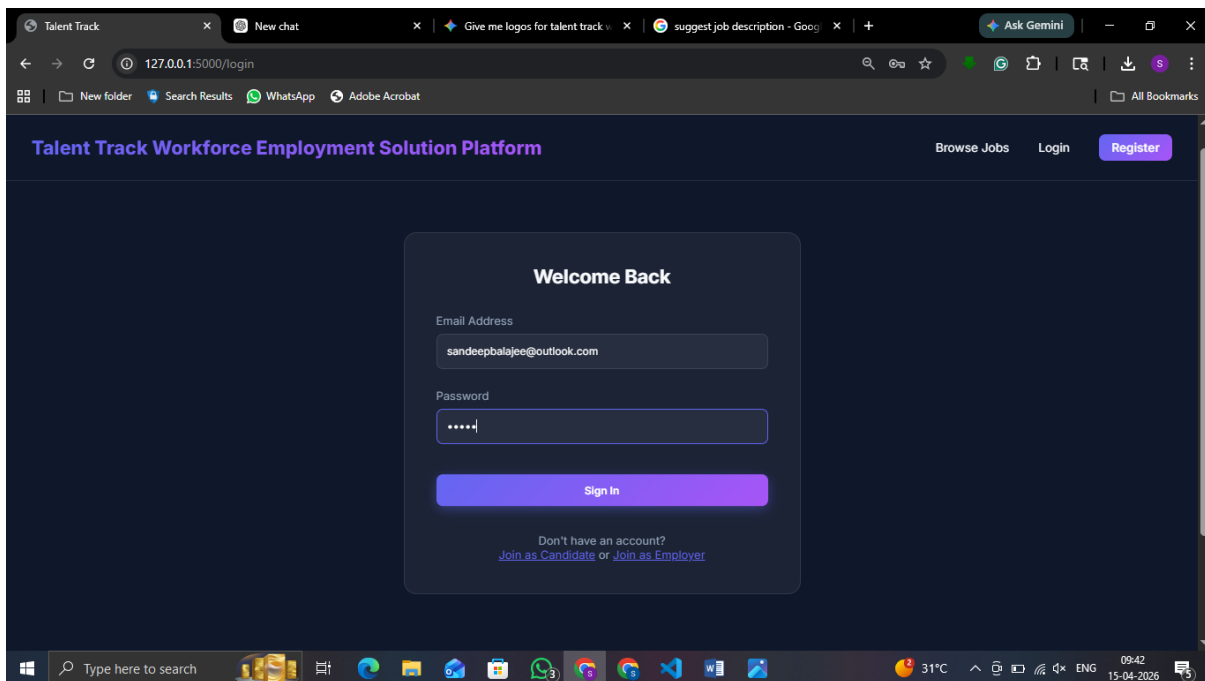 Talent Track
New chat
Give me logos for talent track w
suggest job description - Goog
Ask Gemini
127.0.0.1:5000/login
S
New folder
Search Results
WhatsApp
Adobe Acrobat
All Bookmarks
Talent Track Workforce Employment Solution Platform
Browse Jobs
Login
Register
Welcome Back
Email Address
sandeepbalajee@outlook.com
Password
•••••
Sign In
Don't have an account?
Join as Candidate or Join as Employer
Type here to search
3
31°C
ENG
09:42
15-04-2026
5